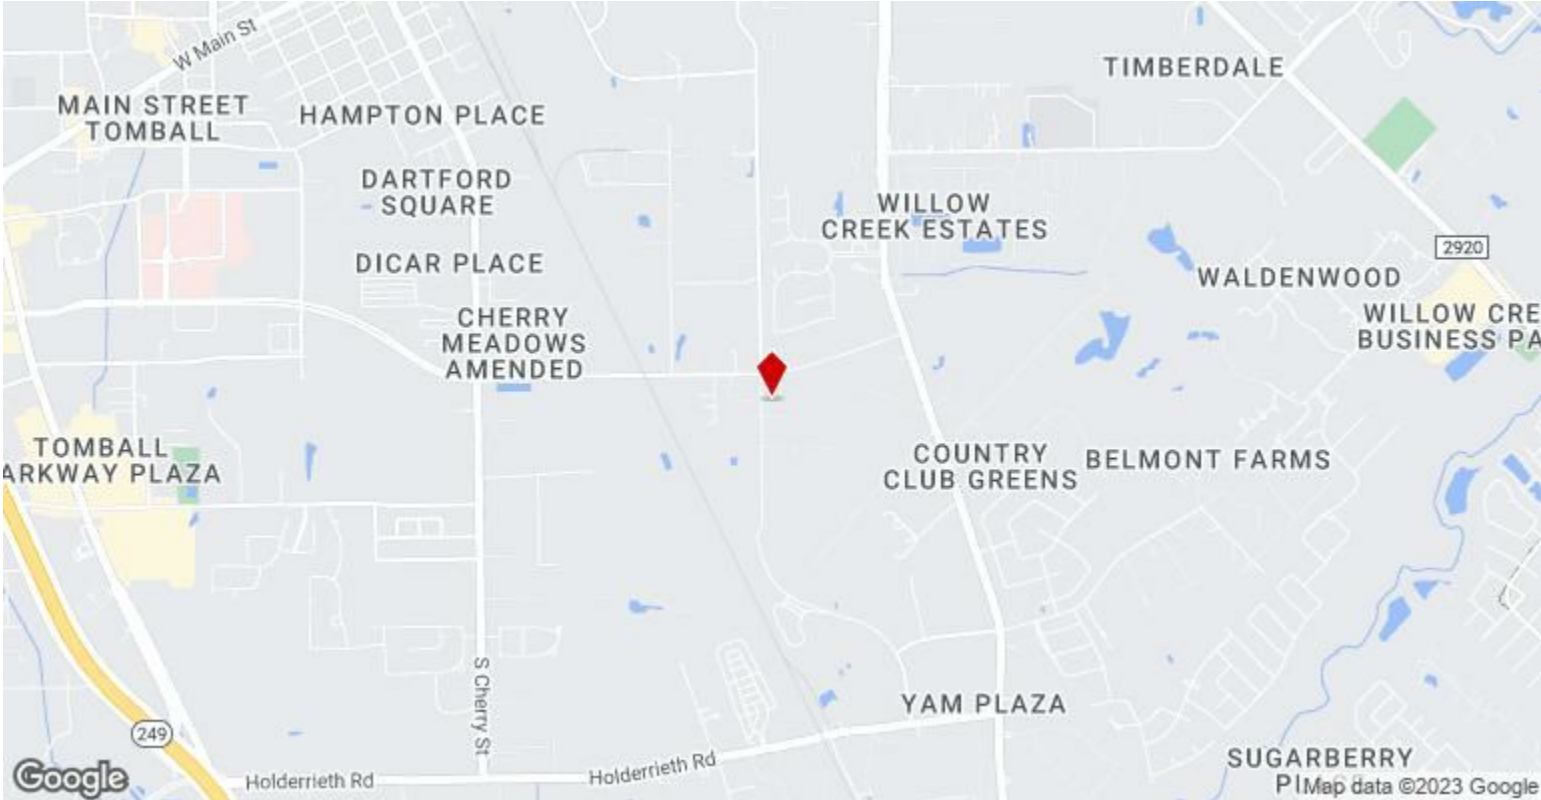 W Main St
TIMBERDALE
MAIN STREET
TOMBALL
HAMPTON PLACE
DARTFORD
SQUARE
WILLOW
CREEK ESTATES
2920
DICAR PLACE
WALDENWOOD
CHERRY
MEADOWS
AMENDED
WILLOW CRE
BUSINESS PA
TOMBALL
ARKWAY PLAZA
COUNTRY
CLUB GREENS
BELMONT FARMS
S Cherry St
YAM PLAZA
249
SUGARBERRY
Google
Holderrieth Rd
Holderrieth Rd
Map data ©2023 Google